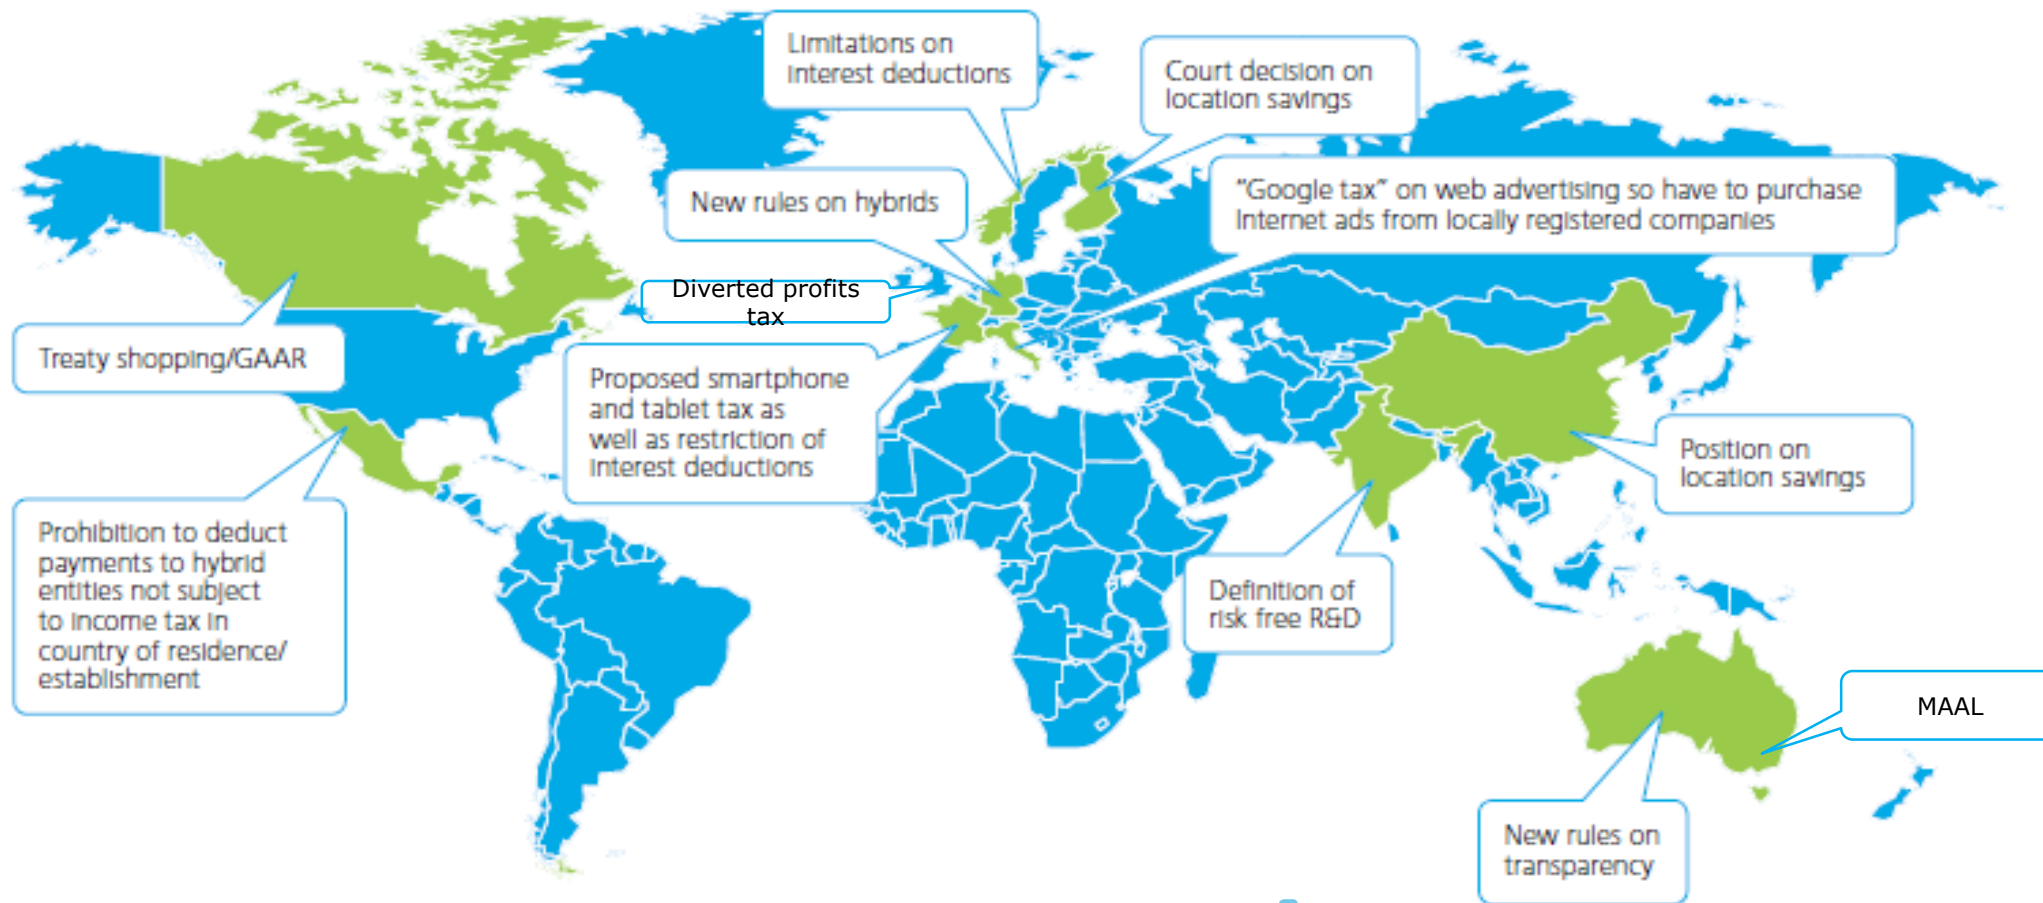 Limitations on
interest deductions
Court decision on
location savings
New rules on hybrids
“Google tax” on web advertising so have to purchase
Internet ads from locally registered companies
Diverted profits
tax
Treaty shopping/GAAR
Proposed smartphone
and tablet tax as
well as restriction of
interest deductions
Position on
location savings
Prohibition to deduct
payments to hybrid
entities not subject
to income tax in
country of residence/
establishment
Definition of
risk free R&D
MAAL
New rules on
transparency